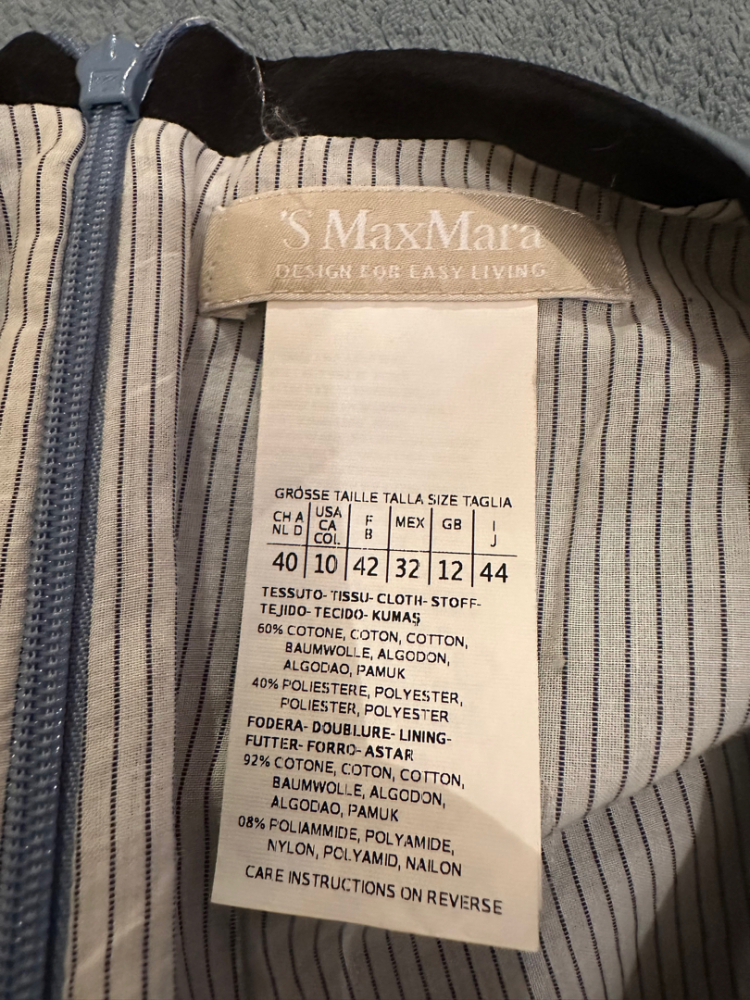 'S MaxMara
DESIGN FOR EASY LIVING
GRÖSSE TAILLE TALLA SIZE TAGLIA
CH A NL D | USA CA COL. | F B | MEX | GB | I J
40 | 10 | 42 | 32 | 12 | 44
TESSUTO- TISSU- CLOTH- STOFF-
TEJIDO- TECIDO- KUMAŞ
60% COTONE, COTON, COTTON,
BAUMWOLLE, ALGODON,
ALGODAO, PAMUK
40% POLIESTERE, POLYESTER,
POLIESTER, POLYESTER
FODERA- DOUBLURE- LINING-
FUTTER- FORRO- ASTAR
92% COTONE, COTON, COTTON,
BAUMWOLLE, ALGODON,
ALGODAO, PAMUK
08% POLIAMMIDE, POLYAMIDE,
NYLON, POLYAMID, NAILON
CARE INSTRUCTIONS ON REVERSE